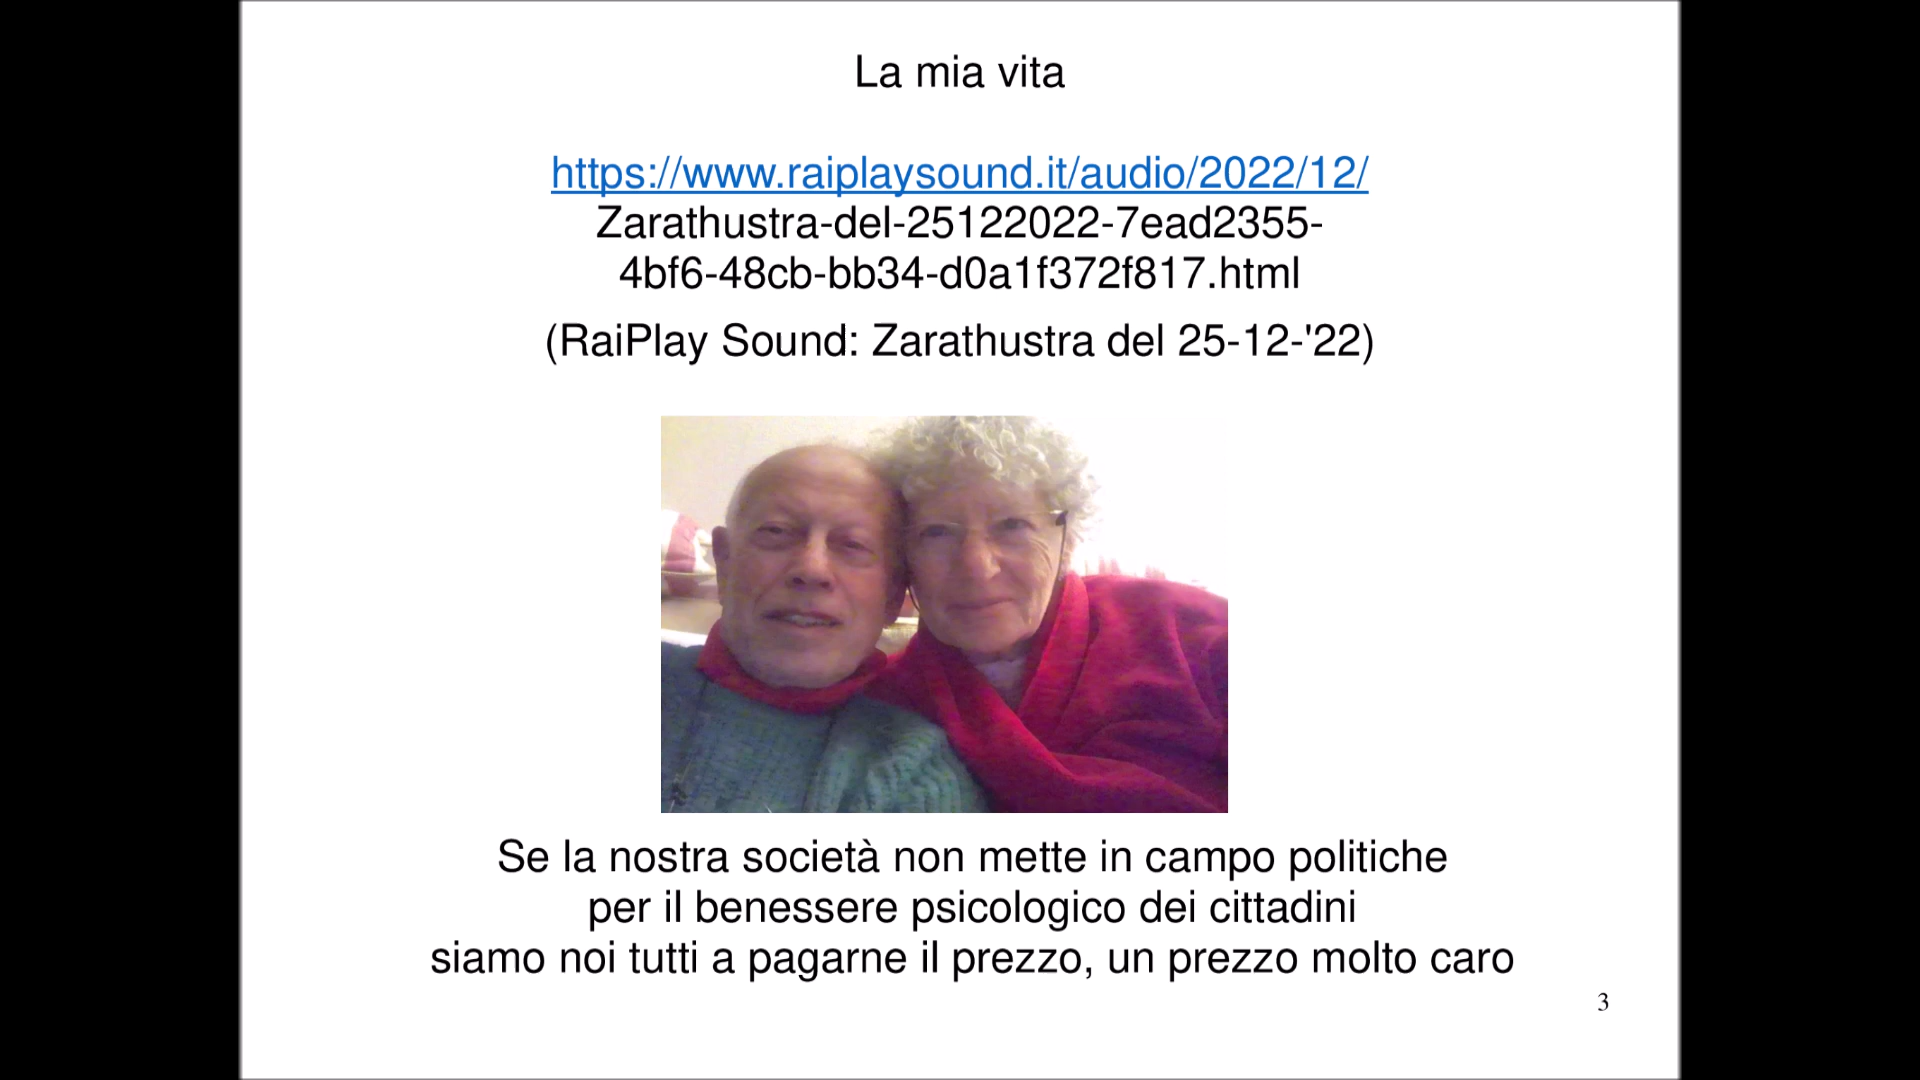 La mia vita
https://www.raiplaysound.it/audio/2022/12/
Zarathustra-del-25122022-7ead2355-
4bf6-48cb-bb34-d0a1f372f817.html
(RaiPlay Sound: Zarathustra del 25-12-'22)
Se la nostra società non mette in campo politiche
per il benessere psicologico dei cittadini
siamo noi tutti a pagarne il prezzo, un prezzo molto caro
3